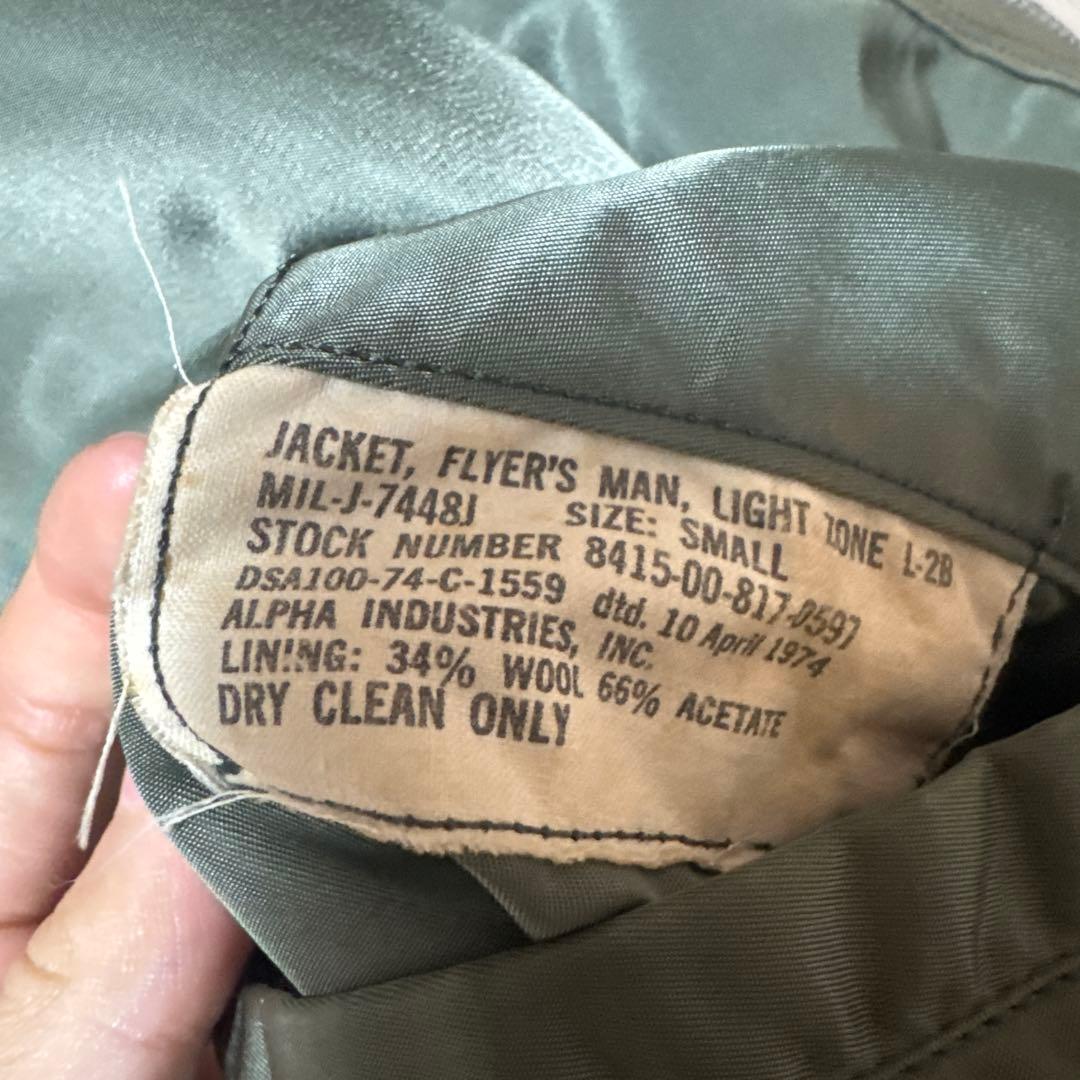 JACKET, FLYER'S MAN, LIGHT ZONE L-2B
MIL-J-7448J SIZE: SMALL
STOCK NUMBER 8415-00-817-0597
DSA100-74-C-1559 dtd. 10 April 1974
ALPHA INDUSTRIES, INC.
LINING: 34% WOOL 66% ACETATE
DRY CLEAN ONLY